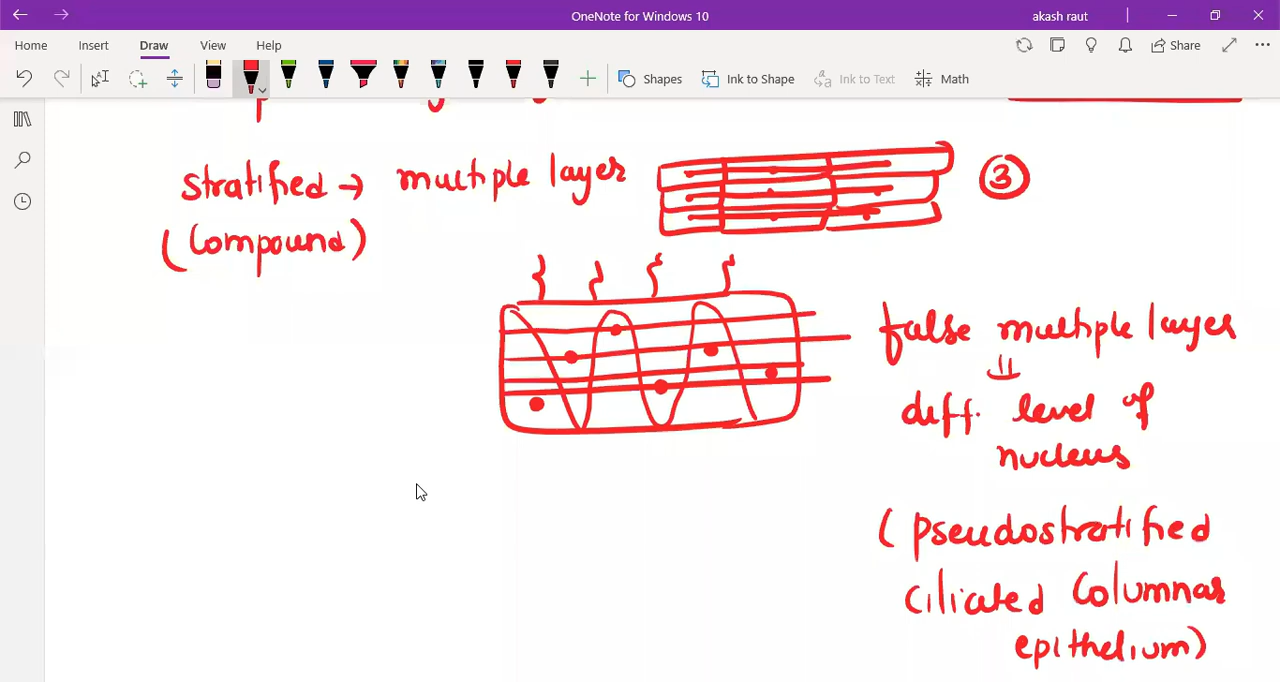 OneNote for Windows 10
akash raut
Home Insert Draw View Help
Share
Shapes
Ink to Shape
Ink to Text
Math
stratified → multiple layer
3
(Compound)
false multiple layer
diff. level of
nucleus
(pseudostratified
ciliated columnar
epithelium)